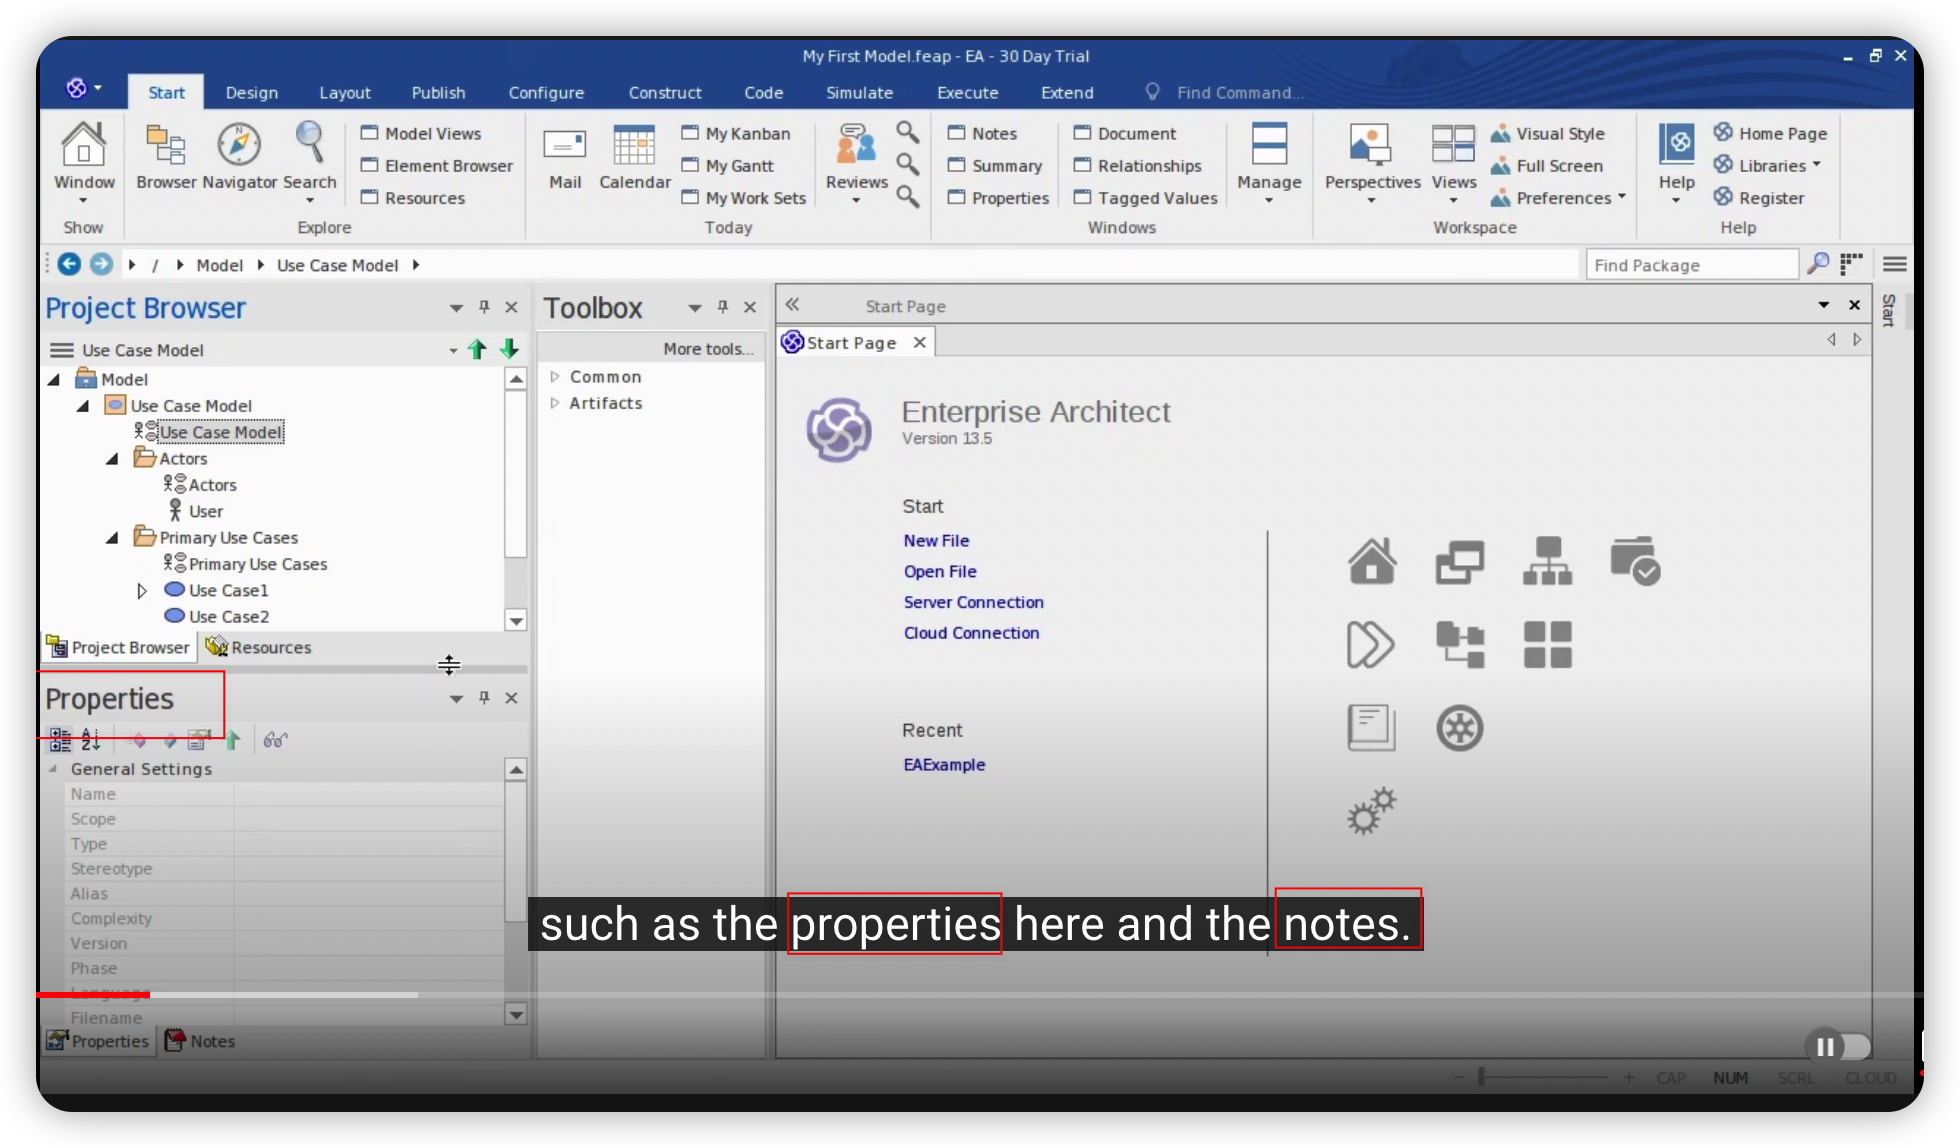 My First Model.feap - EA - 30 Day Trial
Start Design Layout Publish Configure Construct Code Simulate Execute Extend Find Command...
Window
Show
Browser Navigator Search
Model Views
Element Browser
Resources
Explore
Mail Calendar
My Kanban
My Gantt
My Work Sets
Today
Reviews
Notes
Summary
Properties
Document
Relationships
Tagged Values
Windows
Manage
Perspectives Views
Visual Style
Full Screen
Preferences
Workspace
Help
Home Page
Libraries
Register
Help
/ Model Use Case Model
Find Package
Project Browser
Use Case Model
Model
Use Case Model
Use Case Model
Actors
Actors
User
Primary Use Cases
Primary Use Cases
Use Case1
Use Case2
Project Browser Resources
Properties
General Settings
Name
Scope
Type
Stereotype
Alias
Complexity
Version
Phase
Language
Filename
Properties Notes
Toolbox
More tools...
Common
Artifacts
Start Page
Start Page
Start
Enterprise Architect
Version 13.5
Start
New File
Open File
Server Connection
Cloud Connection
Recent
EAExample
such as the properties here and the notes.
CAP NUM SCRL CLOUD